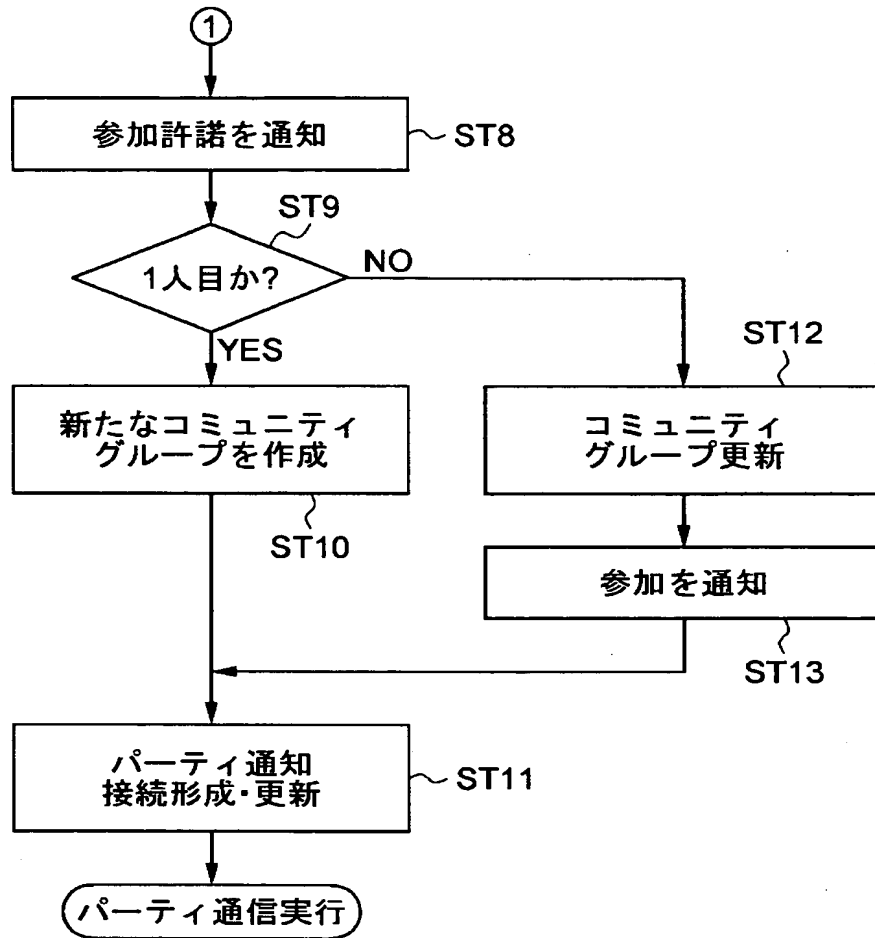 1
参加許諾を通知
ST8
ST9
1人目か?
NO
YES
ST12
新たなコミュニティ
グループを作成
ST10
コミュニティ
グループ更新
参加を通知
ST13
パーティ通知
接続形成・更新
ST11
パーティ通信実行